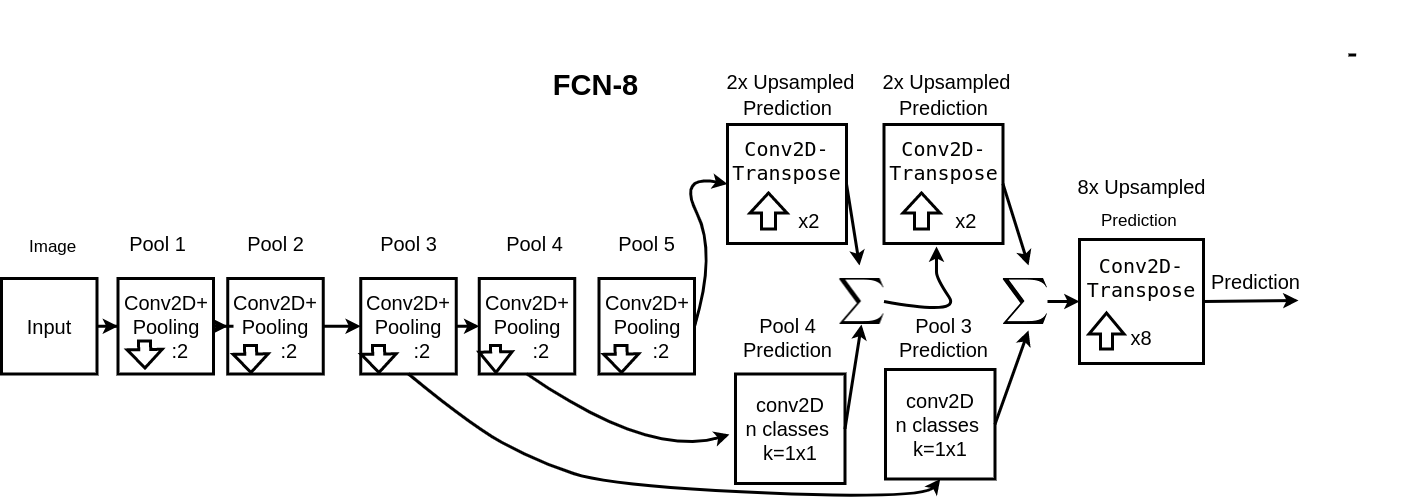 -
FCN-8
2x Upsampled
Prediction
2x Upsampled
Prediction
Conv2D-
Transpose
x2
Conv2D-
Transpose
x2
8x Upsampled
Prediction
Image
Pool 1
Pool 2
Pool 3
Pool 4
Pool 5
Input
Conv2D+
Pooling
:2
Conv2D+
Pooling
:2
Conv2D+
Pooling
:2
Conv2D+
Pooling
:2
Conv2D+
Pooling
:2
∑
∑
Conv2D-
Transpose
x8
Prediction
Pool 4
Prediction
Pool 3
Prediction
conv2D
n classes
k=1x1
conv2D
n classes
k=1x1